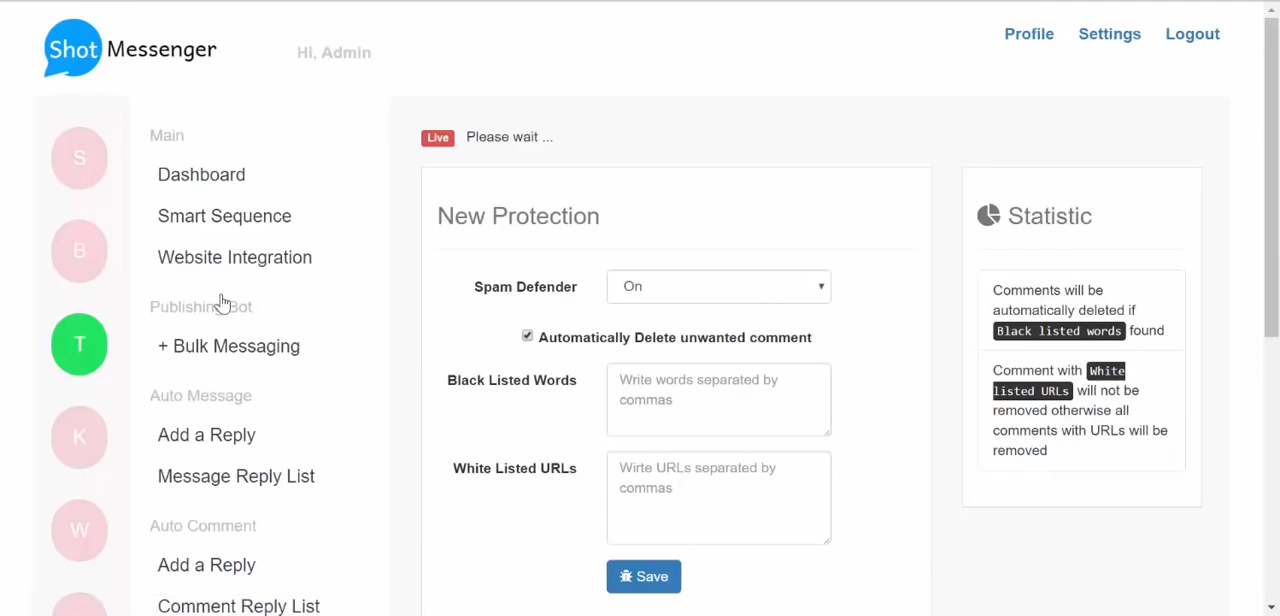 Shot Messenger
Hi, Admin
Profile
Settings
Logout
S
B
T
K
W
Main
Dashboard
Smart Sequence
Website Integration
Publishing Bot
+ Bulk Messaging
Auto Message
Add a Reply
Message Reply List
Auto Comment
Add a Reply
Comment Reply List
Live Please wait ...
New Protection
Spam Defender
On
Automatically Delete unwanted comment
Black Listed Words
Write words separated by
commas
White Listed URLs
Wirte URLs separated by
commas
Save
Statistic
Comments will be
automatically deleted if
Black listed words found
Comment with White
listed URLs will not be
removed otherwise all
comments with URLs will be
removed